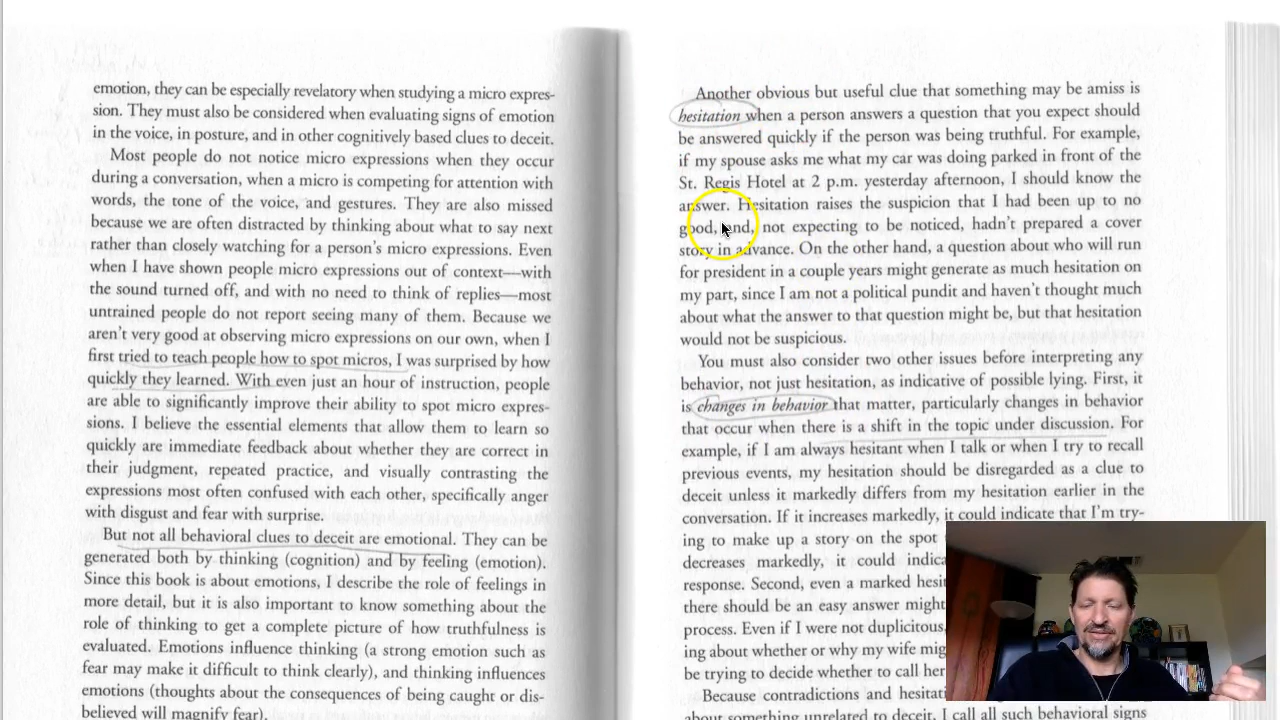 emotion, they can be especially revelatory when studying a micro expres-
sion. They must also be considered when evaluating signs of emotion
in the voice, in posture, and in other cognitively based clues to deceit.
Most people do not notice micro expressions when they occur
during a conversation, when a micro is competing for attention with
words, the tone of the voice, and gestures. They are also missed
because we are often distracted by thinking about what to say next
rather than closely watching for a person's micro expressions. Even
when I have shown people micro expressions out of context—with
the sound turned off, and with no need to think of replies—most
untrained people do not report seeing many of them. Because we
aren't very good at observing micro expressions on our own, when I
first tried to teach people how to spot micros, I was surprised by how
quickly they learned. With even just an hour of instruction, people
are able to significantly improve their ability to spot micro expres-
sions. I believe the essential elements that allow them to learn so
quickly are immediate feedback about whether they are correct in
their judgment, repeated practice, and visually contrasting the
expressions most often confused with each other, specifically anger
with disgust and fear with surprise.
But not all behavioral clues to deceit are emotional. They can be
generated both by thinking (cognition) and by feeling (emotion).
Since this book is about emotions, I describe the role of feelings in
more detail, but it is also important to know something about the
role of thinking to get a complete picture of how truthfulness is
evaluated. Emotions influence thinking (a strong emotion such as
fear may make it difficult to think clearly), and thinking influences
emotions (thoughts about the consequences of being caught or dis-
believed will magnify fear).
Another obvious but useful clue that something may be amiss is
hesitation when a person answers a question that you expect should
be answered quickly if the person was being truthful. For example,
if my spouse asks me what my car was doing parked in front of the
St. Regis Hotel at 2 p.m. yesterday afternoon, I should know the
answer. Hesitation raises the suspicion that I had been up to no
good, and, not expecting to be noticed, hadn't prepared a cover
story in advance. On the other hand, a question about who will run
for president in a couple years might generate as much hesitation on
my part, since I am not a political pundit and haven't thought much
about what the answer to that question might be, but that hesitation
would not be suspicious.
You must also consider two other issues before interpreting any
behavior, not just hesitation, as indicative of possible lying. First, it
is changes in behavior that matter, particularly changes in behavior
that occur when there is a shift in the topic under discussion. For
example, if I am always hesitant when I talk or when I try to recall
previous events, my hesitation should be disregarded as a clue to
deceit unless it markedly differs from my hesitation earlier in the
conversation. If it increases markedly, it could indicate that I'm try-
ing to make up a story on the spot
decreases markedly, it could
response. Second, even a marked
there should be an easy answer might
process. Even if I were not duplicitous,
ing about whether or why my wife
be trying to decide whether to call her
Because contradictions and
about something unrelated to deceit, I call all such behavioral signs